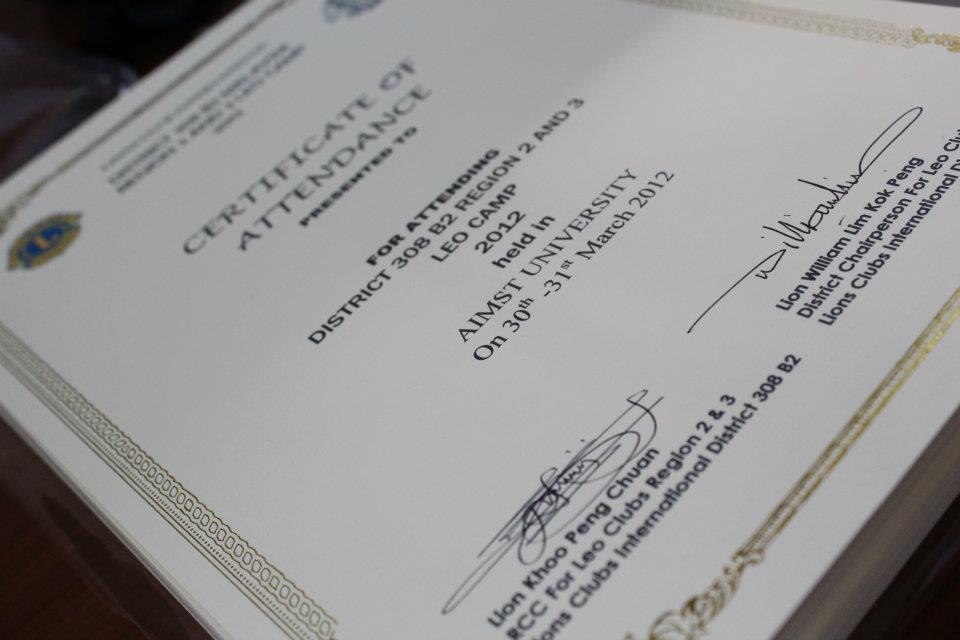 CERTIFICATE OF
ATTENDANCE
PRESENTED TO
FOR ATTENDING
DISTRICT 308 B2 REGION 2 AND 3
LEO CAMP
2012
held in
AIMST UNIVERSITY
On 30th -31st March 2012
Lion William Lim Kok Peng
District Chairperson For Leo
Lions Clubs International
Lion Khoo Peng Chuan
RCC For Leo Clubs Region 2 & 3
Clubs International District 308 B2